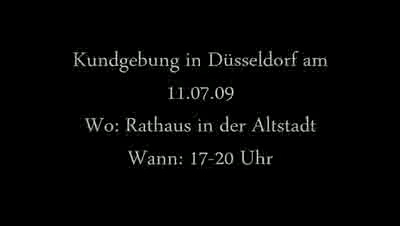 Kundgebung in Düsseldorf am
11.07.09
Wo: Rathaus in der Altstadt
Wann: 17-20 Uhr